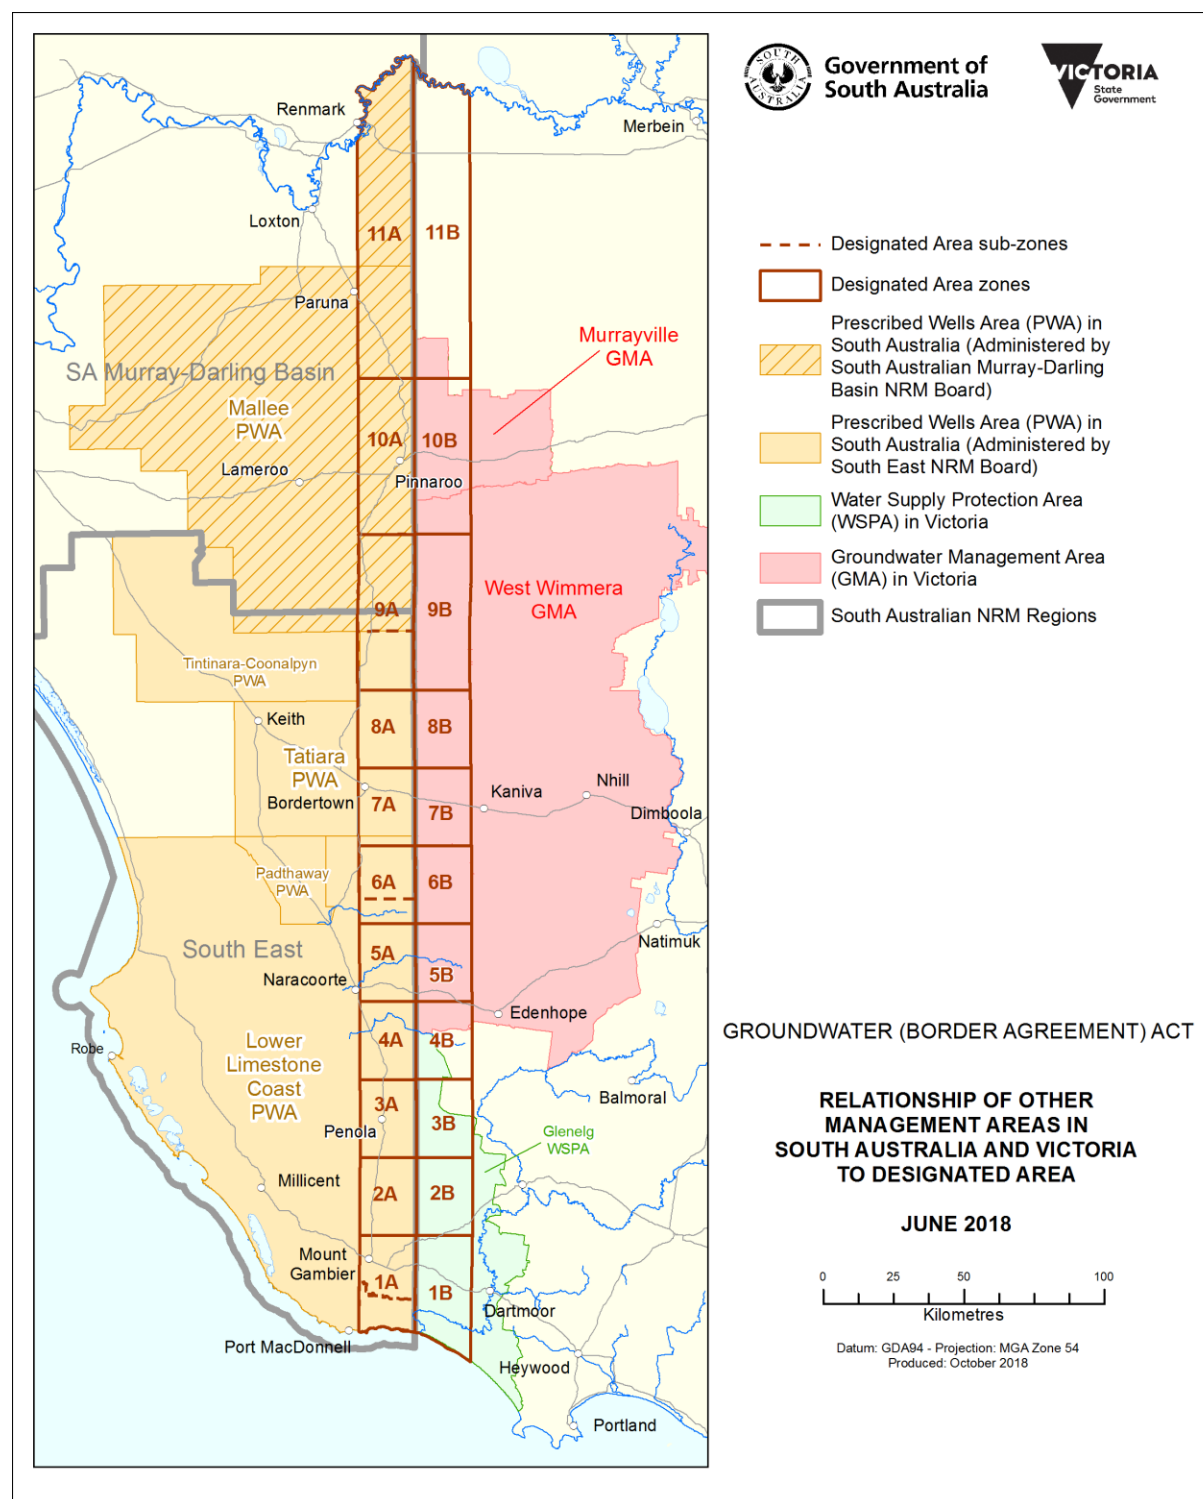 Government of
South Australia
SOUTH
AUSTRALIA
VICTORIA
State
Government
Renmark
Merbein
Loxton
11A
11B
Paruna
Murrayville
GMA
SA Murray-Darling Basin
Mallee
PWA
10A
10B
Lameroo
Pinnaroo
West Wimmera
GMA
9A
9B
Tintinara-Coonalpyn
PWA
Keith
8A
8B
Tatiara
PWA
Bordertown
7A
7B
Kaniva
Nhill
Dimboola
Padthaway
PWA
6A
6B
South East
Natimuk
5A
5B
Naracoorte
Edenhope
4A
4B
Robe
Lower
Limestone
Coast
PWA
Balmoral
3A
3B
Penola
Glenelg
WSPA
Millicent
2A
2B
Mount
Gambier
1A
1B
Dartmoor
Port MacDonnell
Heywood
Portland
Designated Area sub-zones
Designated Area zones
Prescribed Wells Area (PWA) in
South Australia (Administered by
South Australian Murray-Darling
Basin NRM Board)
Prescribed Wells Area (PWA) in
South Australia (Administered by
South East NRM Board)
Water Supply Protection Area
(WSPA) in Victoria
Groundwater Management Area
(GMA) in Victoria
South Australian NRM Regions
GROUNDWATER (BORDER AGREEMENT) ACT
RELATIONSHIP OF OTHER
MANAGEMENT AREAS IN
SOUTH AUSTRALIA AND VICTORIA
TO DESIGNATED AREA
JUNE 2018
0 25 50 100
Kilometres
Datum: GDA94 - Projection: MGA Zone 54
Produced: October 2018